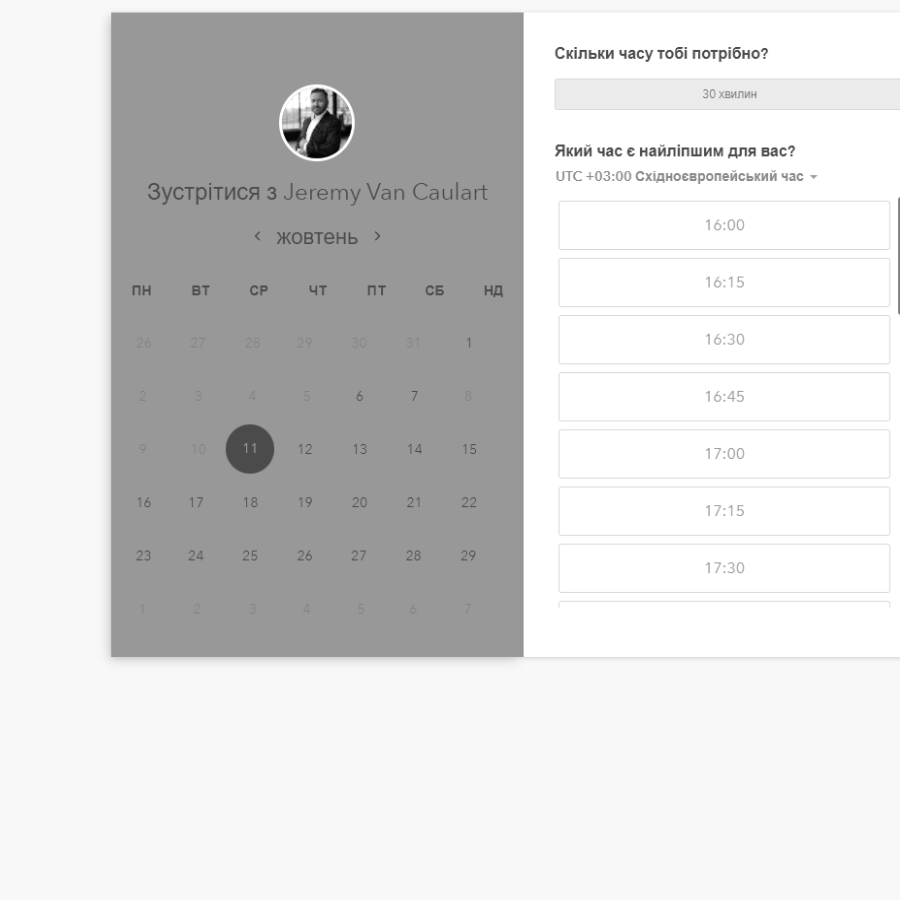 Зустрітися з Jeremy Van Caulart
жовтень
ПН ВТ СР ЧТ ПТ СБ НД
26 27 28 29 30 31 1
2 3 4 5 6 7 8
9 10 11 12 13 14 15
16 17 18 19 20 21 22
23 24 25 26 27 28 29
1 2 3 4 5 6 7
Скільки часу тобі потрібно?
30 хвилин
Який час є найліпшим для вас?
UTC +03:00 Східноєвропейський час
16:00
16:15
16:30
16:45
17:00
17:15
17:30